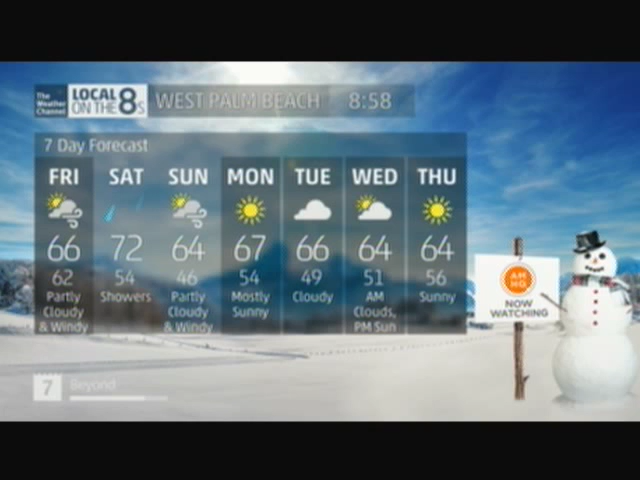 The
Weather
Channel
LOCAL
ON THE 8s
WEST PALM BEACH 8:58
7 Day Forecast
FRI SAT SUN MON TUE WED THU
66 72 64 67 66 64 64
62 54 46 54 49 51 56
Partly Cloudy & Windy
Showers
Partly Cloudy & Windy
Mostly Sunny
Cloudy
AM Clouds, PM Sun
Sunny
AM
HQ
NOW
WATCHING
7 Beyond